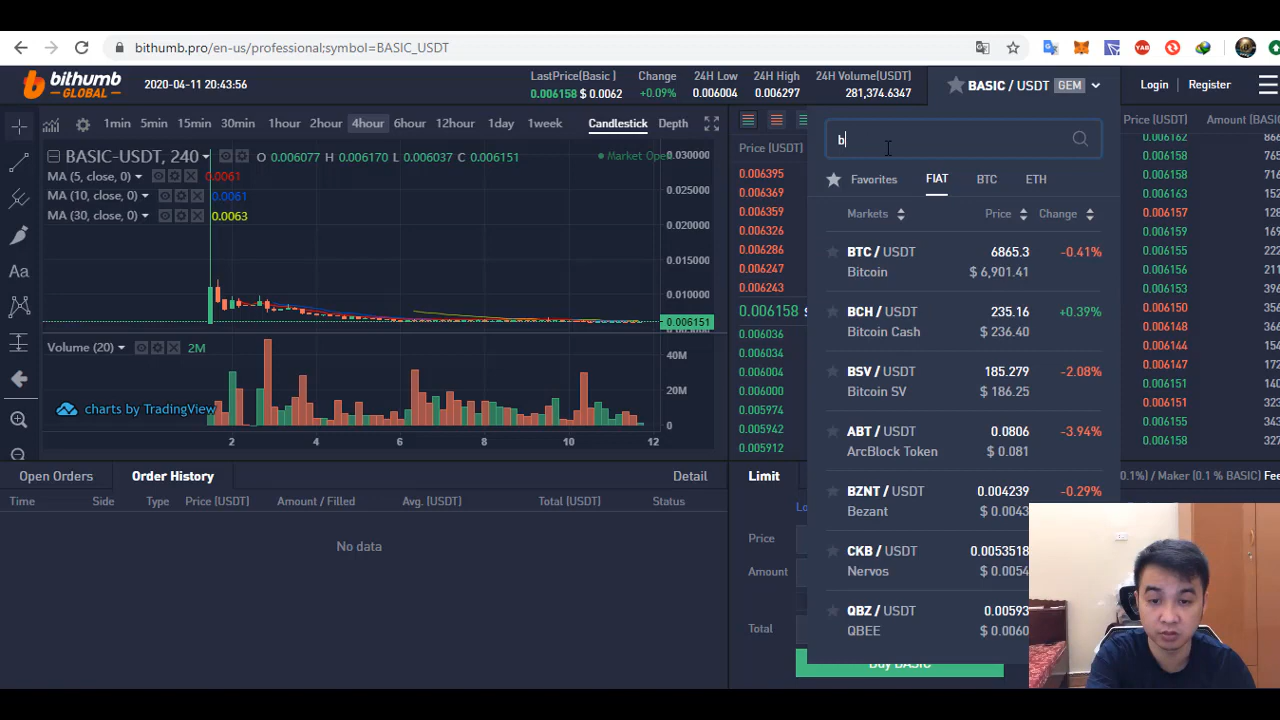 bithumb.pro/en-us/professional;symbol=BASIC_USDT
bithumb
GLOBAL
2020-04-11 20:43:56
LastPrice(Basic ) Change 24H Low 24H High 24H Volume(USDT)
0.006158 $ 0.0062 +0.09% 0.006004 0.006297 281,374.6347
BASIC / USDT GEM
Login Register
1min 5min 15min 30min 1hour 2hour 4hour 6hour 12hour 1day 1week Candlestick Depth
BASIC-USDT, 240 O 0.006077 H 0.006170 L 0.006037 C 0.006151 Market Open
MA (5, close, 0) 0.0061
MA (10, close, 0) 0.0061
MA (30, close, 0) 0.0063
Aa
0.030000
0.025000
0.020000
0.015000
0.010000
0.006151
Volume (20) 2M
40M
20M
0
charts by TradingView
2 4 6 8 10 12
Price (USDT)
0.006395
0.006369
0.006359
0.006326
0.006286
0.006247
0.006243
0.006158 $
0.006036
0.006034
0.006004
0.006000
0.005974
0.005942
0.005912
b
Favorites FIAT BTC ETH
Markets Price Change
BTC / USDT 6865.3 -0.41%
Bitcoin $ 6,901.41
BCH / USDT 235.16 +0.39%
Bitcoin Cash $ 236.40
BSV / USDT 185.279 -2.08%
Bitcoin SV $ 186.25
ABT / USDT 0.0806 -3.94%
ArcBlock Token $ 0.081
BZNT / USDT 0.004239 -0.29%
Bezant $ 0.0043
CKB / USDT 0.0053518
Nervos $ 0.0054
QBZ / USDT 0.00593
QBEE $ 0.0060
Price (USDT) Amount (BASIC)
0.006162
0.006158 716
0.006165
0.006163
0.006157
0.006159
0.006155
0.006150
0.006148
0.006144
0.006147
0.006151
0.006151
0.006155
0.006158
Open Orders Order History Detail
Time Side Type Price (USDT) Amount / Filled Avg. (USDT) Total (USDT) Status
No data
Limit
0.1%) / Maker (0.1 % BASIC) Fee
Price
Amount
Total
Buy BASIC